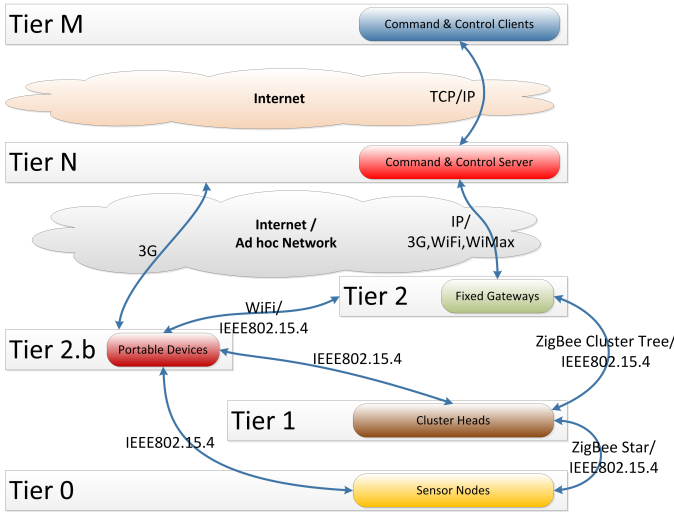 Tier M
Command & Control Clients
Internet
TCP/IP
Tier N
Command & Control Server
Internet /
Ad hoc Network
IP/
3G,WiFi,WiMax
3G
Tier 2
Fixed Gateways
WiFi/
IEEE802.15.4
Tier 2.b
Portable Devices
ZigBee Cluster Tree/
IEEE802.15.4
IEEE802.15.4
Tier 1
Cluster Heads
IEEE802.15.4
ZigBee Star/
IEEE802.15.4
Tier 0
Sensor Nodes